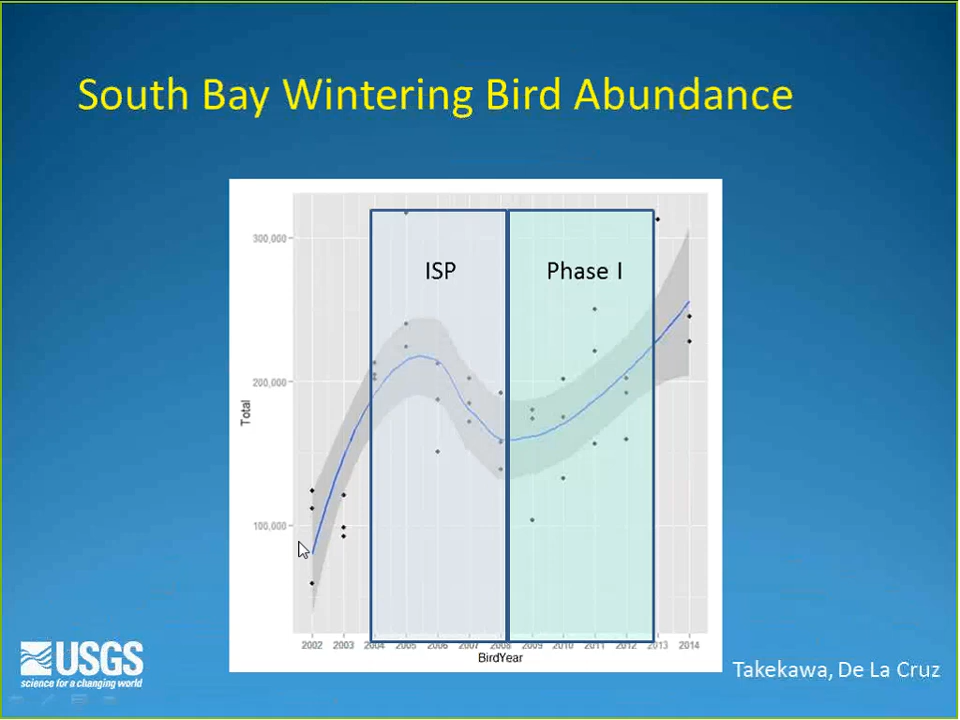 South Bay Wintering Bird Abundance
ISP
Phase I
300,000
200,000
100,000
Total
2002 2003 2004 2005 2006 2007 2008 2009 2010 2011 2012 2013 2014
BirdYear
USGS
science for a changing world
Takekawa, De La Cruz